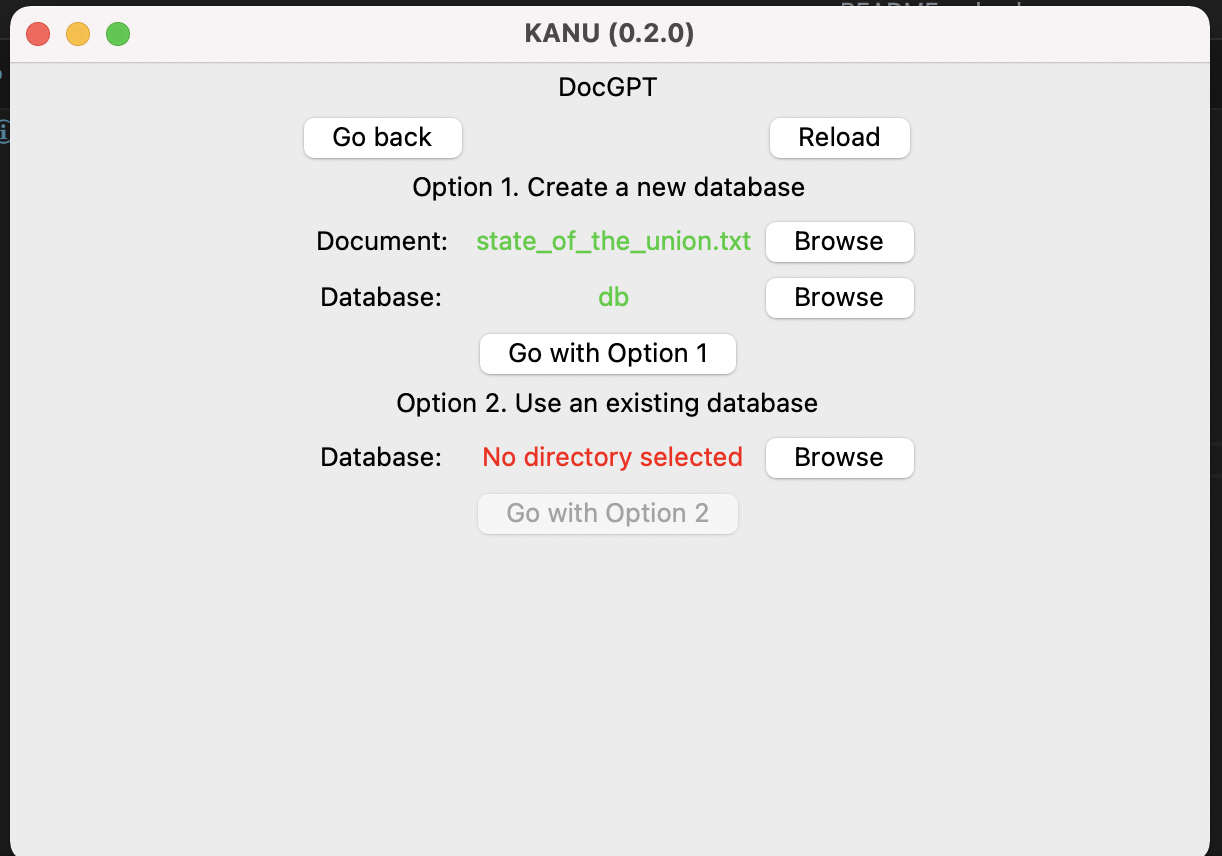 KANU (0.2.0)
DocGPT
Go back Reload
Option 1. Create a new database
Document: state_of_the_union.txt Browse
Database: db Browse
Go with Option 1
Option 2. Use an existing database
Database: No directory selected Browse
Go with Option 2